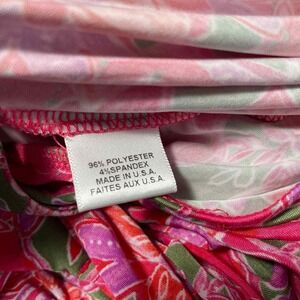 96% POLYESTER
4%SPANDEX
MADE IN U.S.A.
FAITES AUX U.S.A.